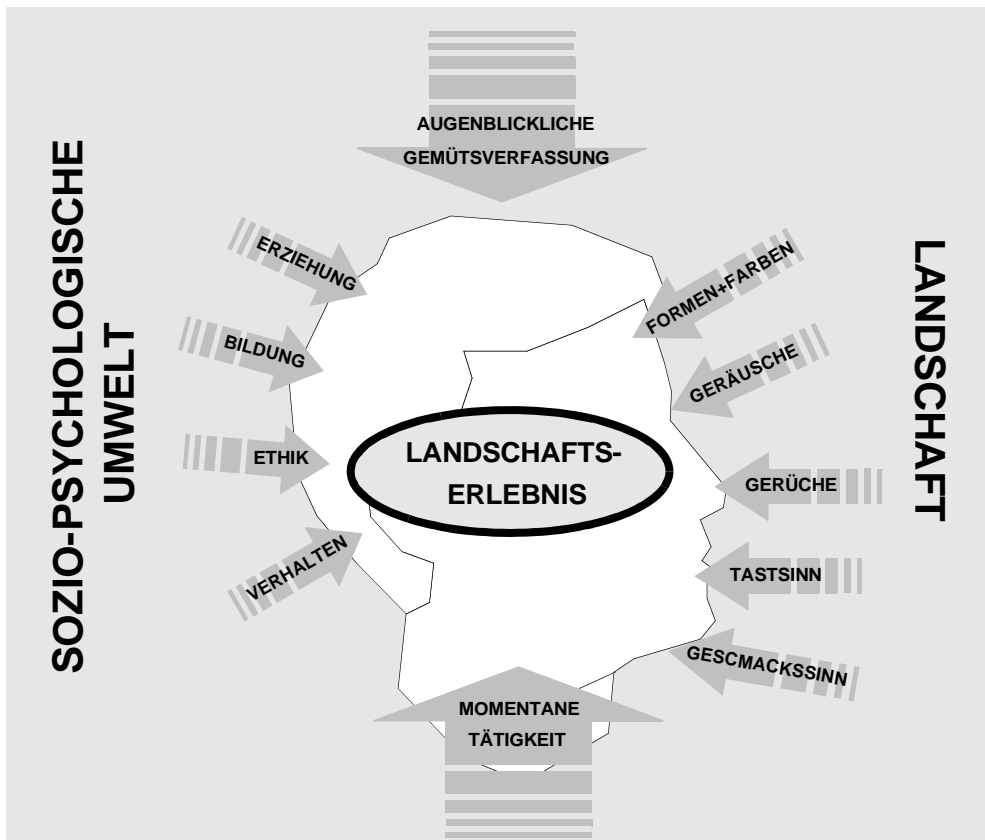 AUGENBLICKLICHE
GEMÜTSVERFASSUNG
SOZIO-PSYCHOLOGISCHE
UMWELT
ERZIEHUNG
BILDUNG
ETHIK
VERHALTEN
LANDSCHAFTS-
ERLEBNIS
FORMEN+FARBEN
GERÄUSCHE
GERÜCHE
TASTSINN
GESCMACKSSINN
LANDSCHAFT
MOMENTANE
TÄTIGKEIT